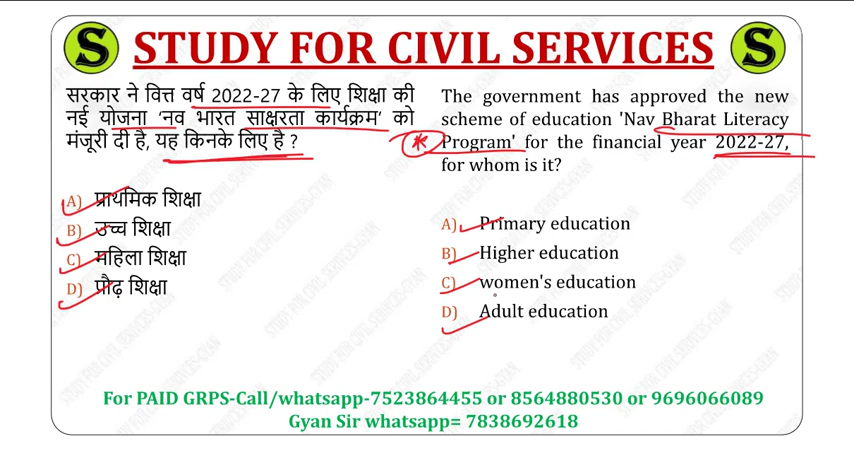 S STUDY FOR CIVIL SERVICES S
सरकार ने वित्त वर्ष 2022-27 के लिए शिक्षा की
नई योजना 'नव भारत साक्षरता कार्यक्रम' को
मंजूरी दी है, यह किनके लिए है ?
A) प्राथमिक शिक्षा
B) उच्च शिक्षा
C) महिला शिक्षा
D) पौढ़ शिक्षा
The government has approved the new
scheme of education 'Nav Bharat Literacy
Program' for the financial year 2022-27,
for whom is it?
A) Primary education
B) Higher education
C) women's education
D) Adult education
For PAID GRPS-Call/whatsapp-7523864455 or 8564880530 or 9696066089
Gyan Sir whatsapp= 7838692618